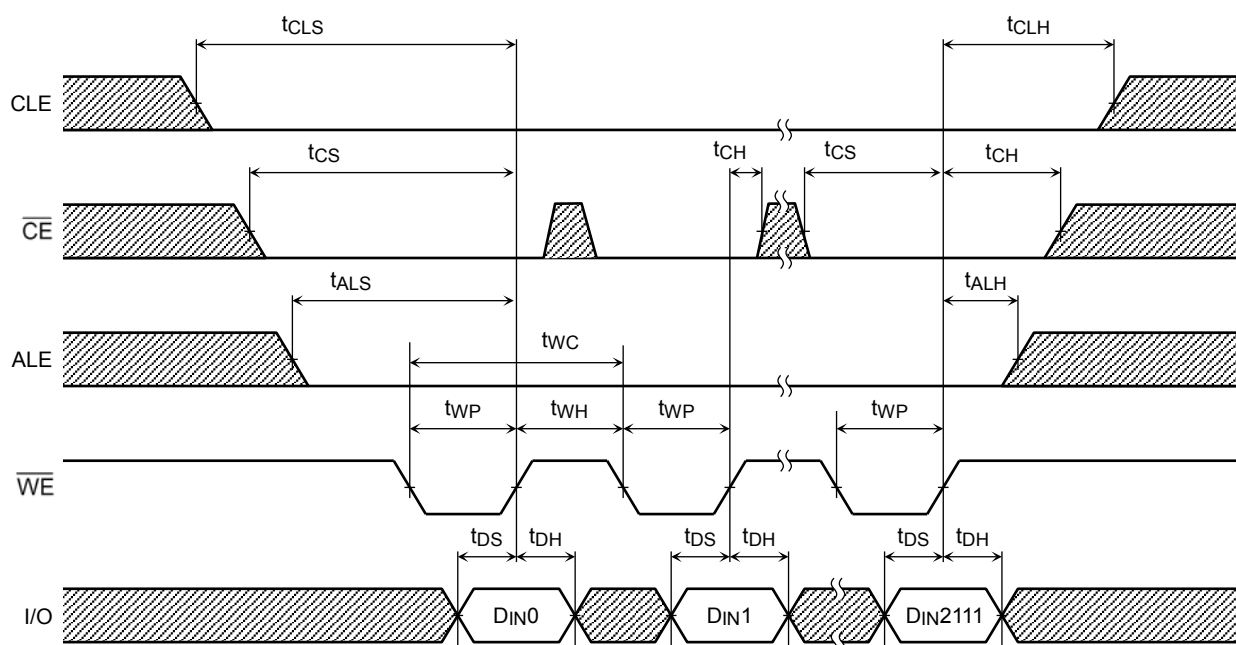 tCLS
tCLH
CLE
tCS
tCH
tCS
tCH
CE
tALS
tALH
ALE
tWC
tWP
tWH
tWP
tWP
WE
tDS
tDH
tDS
tDH
tDS
tDH
I/O
DIN0
DIN1
DIN2111